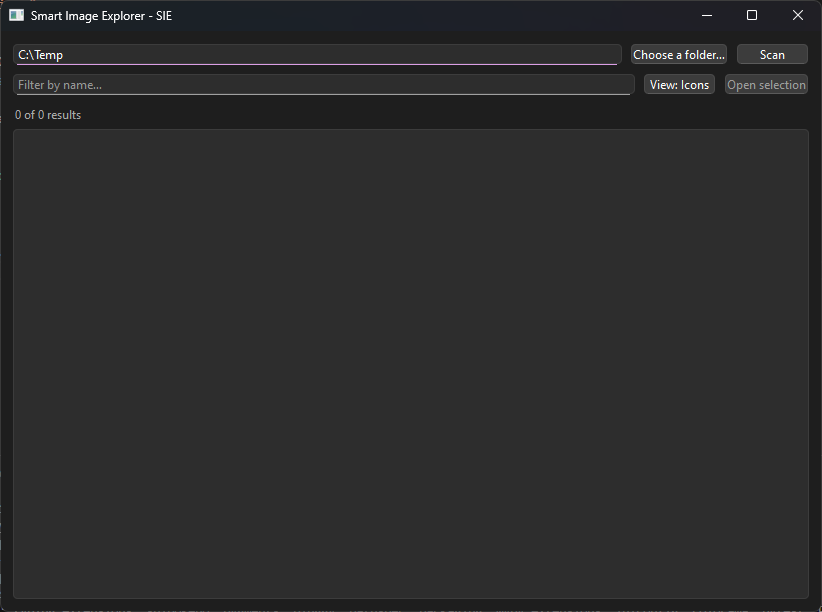 Smart Image Explorer - SIE
C:\Temp
Choose a folder...
Scan
Filter by name...
View: Icons
Open selection
0 of 0 results